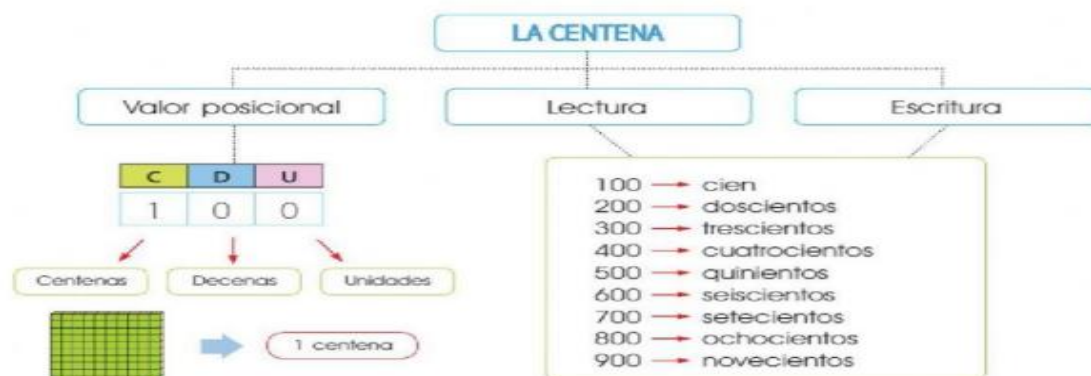 LA CENTENA
Valor posicional
Lectura
Escritura
C D U
1 0 0
Centenas
Decenas
Unidades
1 centena
100 → cien
200 → doscientos
300 → trescientos
400 → cuatrocientos
500 → quinientos
600 → seiscientos
700 → setecientos
800 → ochocientos
900 → novecientos